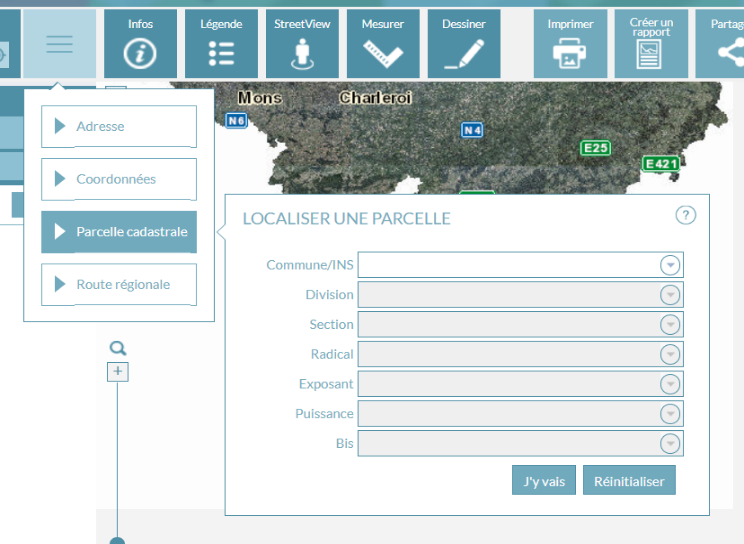 Infos
Légende
StreetView
Mesurer
Dessiner
Imprimer
Créer un
rapport
Mons
Charleroi
N6
N4
E25
E421
Adresse
Coordonnées
Parcelle cadastrale
Route régionale
LOCALISER UNE PARCELLE
?
Commune/INS
Division
Section
Radical
Exposant
Puissance
Bis
J'y vais
Réinitialiser
+